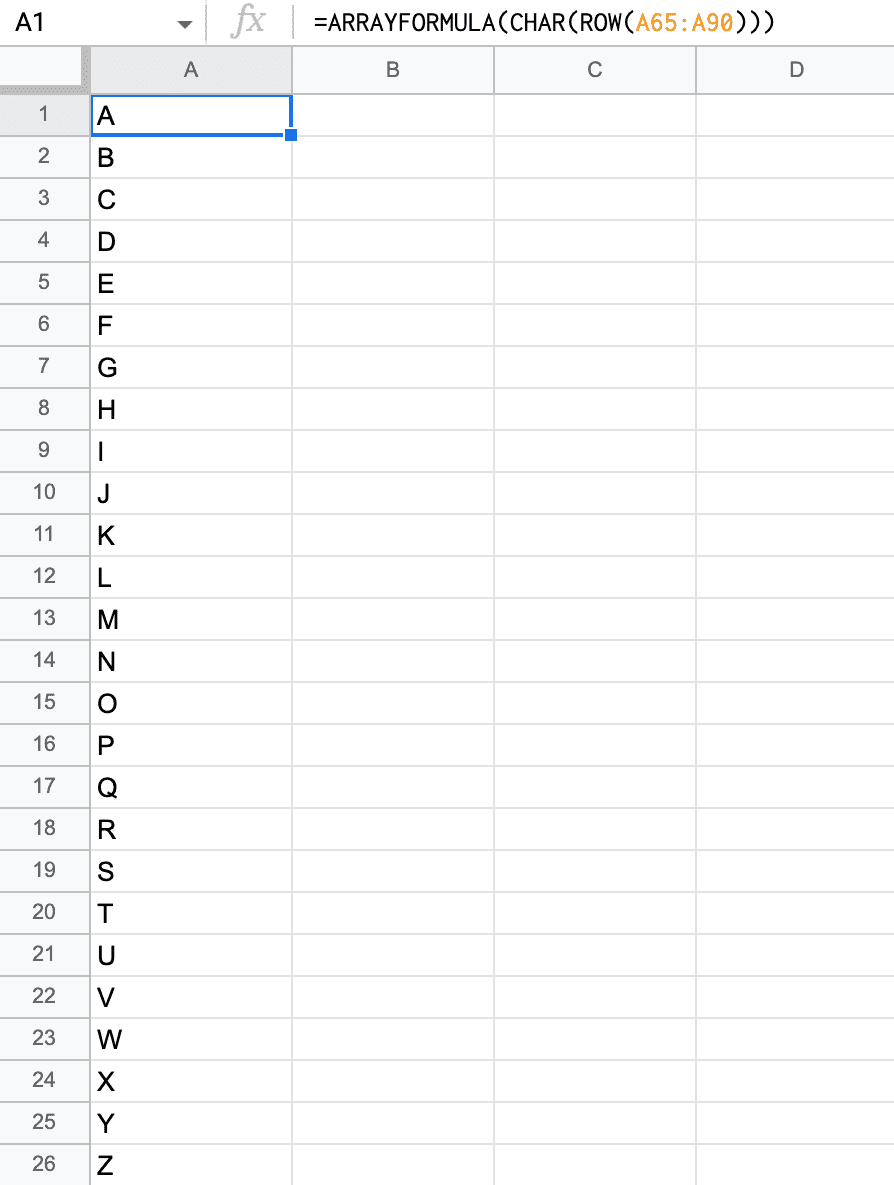 A1 fx =ARRAYFORMULA(CHAR(ROW(A65:A90)))
A B C D
1 A
2 B
3 C
4 D
5 E
6 F
7 G
8 H
9 I
10 J
11 K
12 L
13 M
14 N
15 O
16 P
17 Q
18 R
19 S
20 T
21 U
22 V
23 W
24 X
25 Y
26 Z